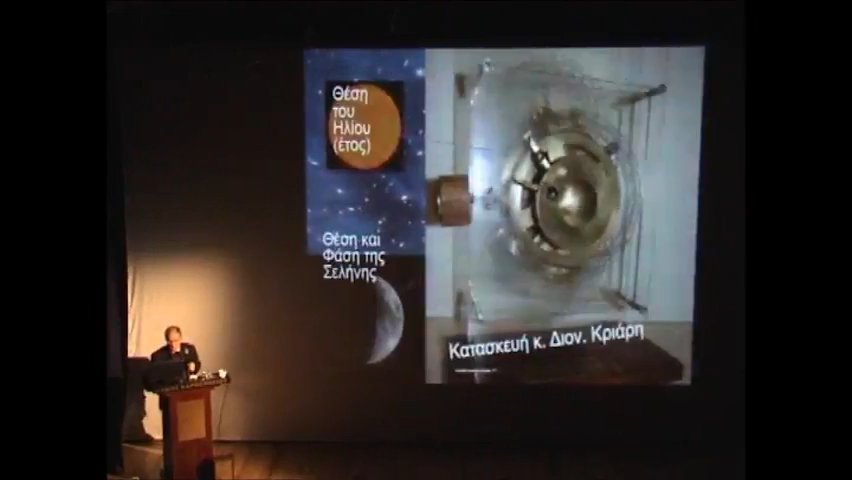 Θέση
του
Ηλίου
(έτος)
Θέση και
Φάση της
Σελήνης
Κατασκευή κ. Διον. Κριάρη